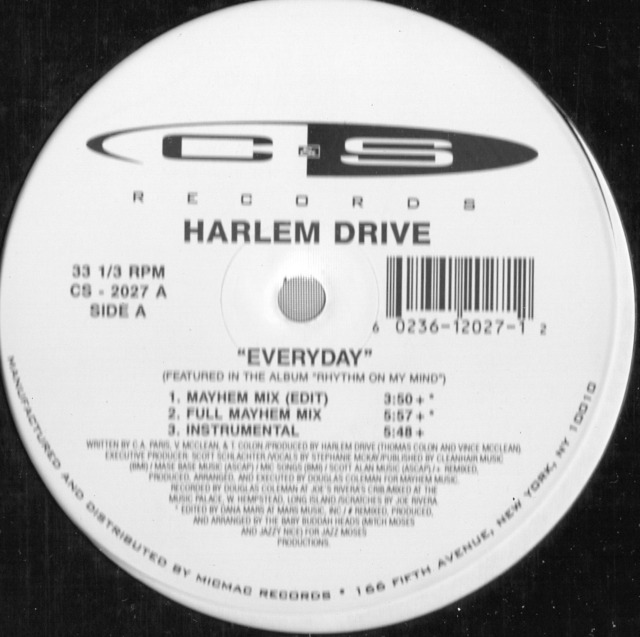 C & S
RECORDS
HARLEM DRIVE
33 1/3 RPM
CS - 2027 A
SIDE A
6 0236-12027-1 2
"EVERYDAY"
(FEATURED IN THE ALBUM "RHYTHM ON MY MIND")
1. MAYHEM MIX (EDIT) 3:50 + *
2. FULL MAYHEM MIX 5:57 + *
3. INSTRUMENTAL 5:48 +
WRITTEN BY C.A. PARIS, V. MCCLEAN, & T. COLON /PRODUCED BY HARLEM DRIVE (THOMAS COLON AND VINCE MCCLEAN)
EXECUTIVE PRODUCER: SCOTT SCHLACHTER /VOCALS BY STEPHANIE MCKAY/PUBLISHED BY CLEANHAIR MUSIC
(BMI) / MASE BASE MUSIC (ASCAP) / MIC SONGS (BMI) / SCOTT ALAN MUSIC (ASCAP)/+ REMIXED,
PRODUCED, ARRANGED, AND EXECUTED BY DOUGLAS COLEMAN FOR MAYHEM MUSIC.
RECORDED BY DOUGLAS COLEMAN AT JOE'S RIVERS CRIB/MIXED AT THE
MUSIC PALACE, W. HEMPSTEAD, LONG ISLAND /SCRATCHES BY JOE RIVERA
* EDITED BY DANA MARS AT MARS MUSIC, INC / # REMIXED, PRODUCED,
AND ARRANGED BY THE BABY BUDDAH HEADS (MITCH MOSES
AND JAZZY NICE) FOR JAZZ MOSES
PRODUCTIONS.
MANUFACTURED AND DISTRIBUTED BY MICMAC RECORDS * 166 FIFTH AVENUE, NEW YORK, NY 10010